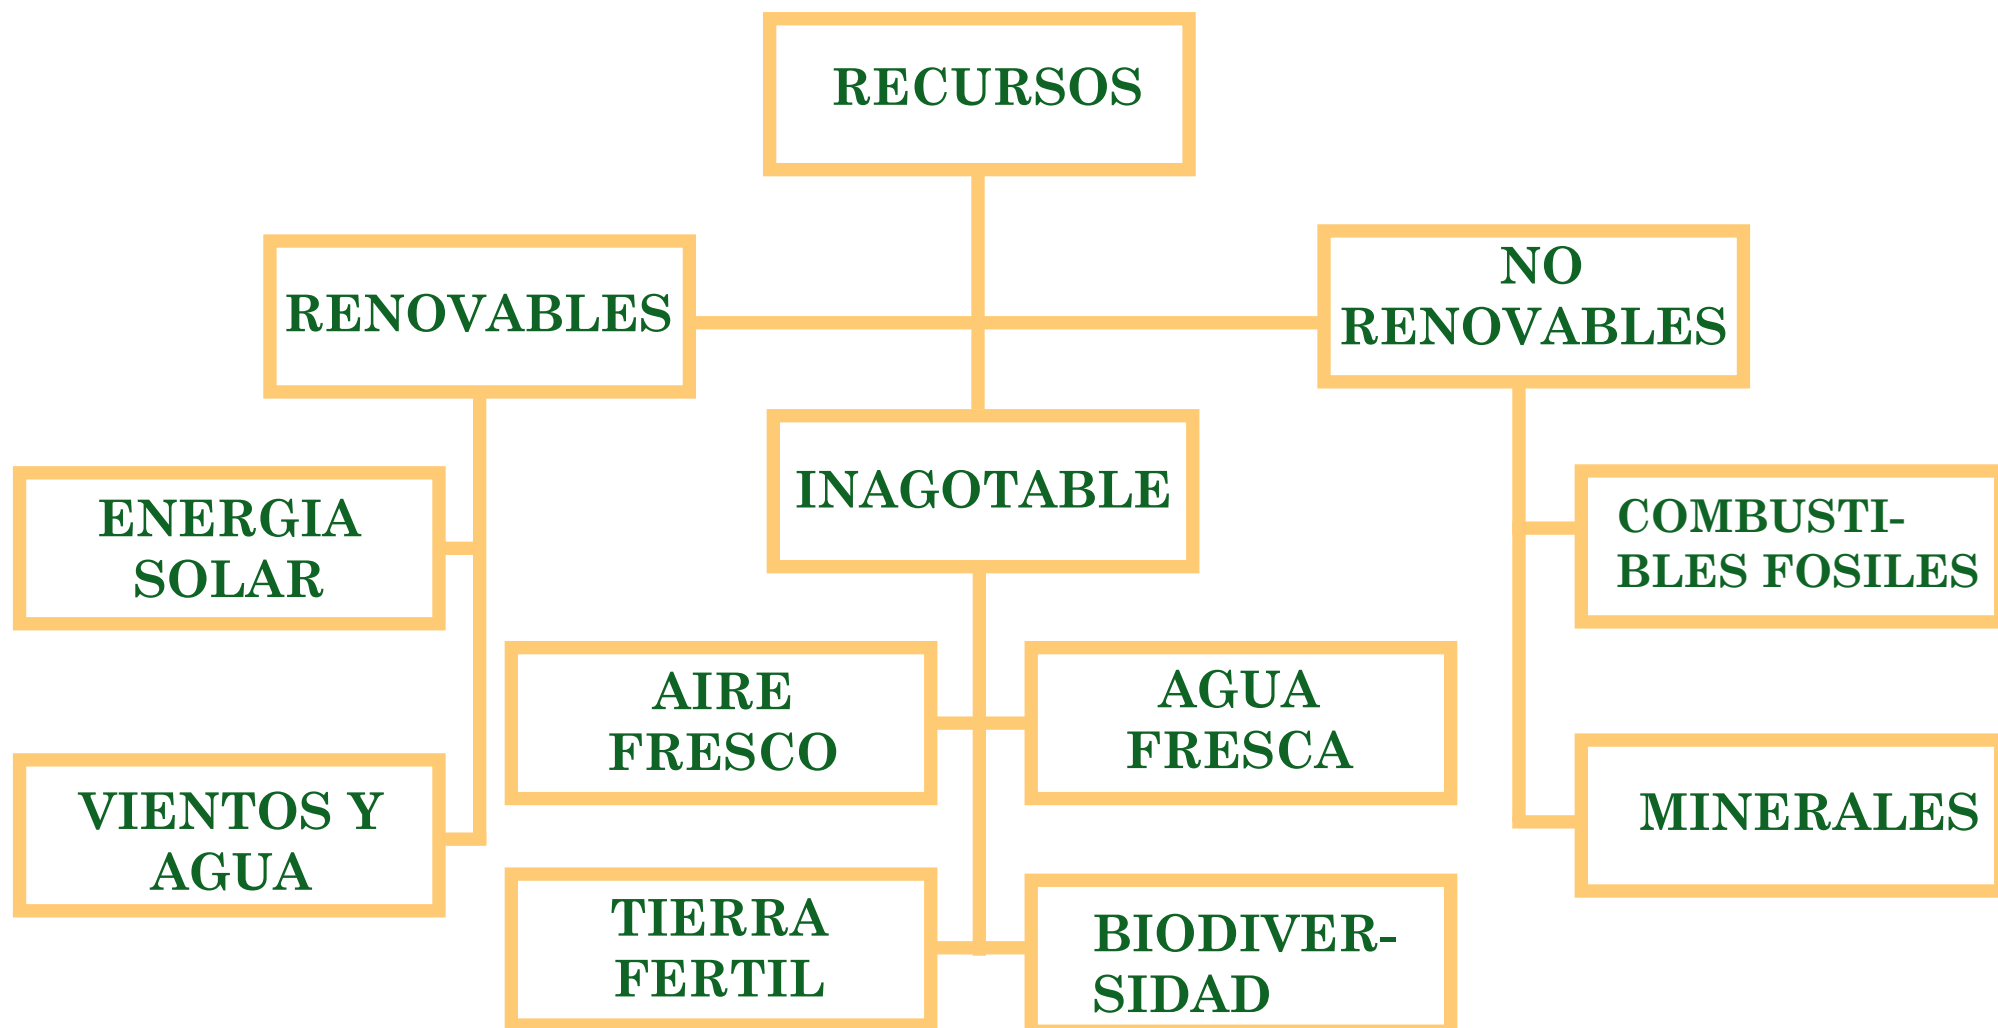 RECURSOS
RENOVABLES
NO
RENOVABLES
INAGOTABLE
ENERGIA
SOLAR
COMBUSTI-
BLES FOSILES
AIRE
FRESCO
AGUA
FRESCA
VIENTOS Y
AGUA
MINERALES
TIERRA
FERTIL
BIODIVER-
SIDAD